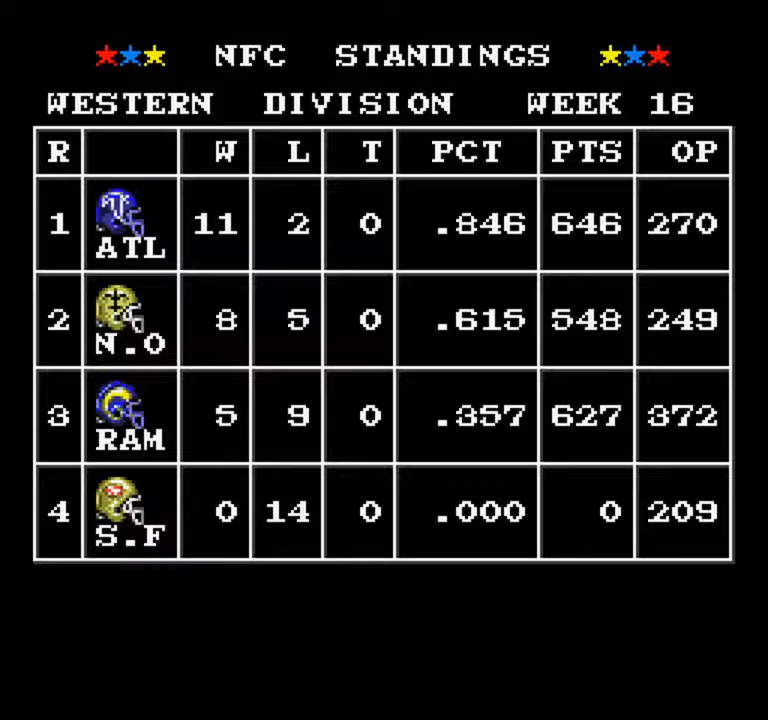 NFC STANDINGS
WESTERN DIVISION WEEK 16
R W L T PCT PTS OP
1 ATL 11 2 0 .846 646 270
2 N.O 8 5 0 .615 548 249
3 RAM 5 9 0 .357 627 372
4 S.F 0 14 0 .000 0 209